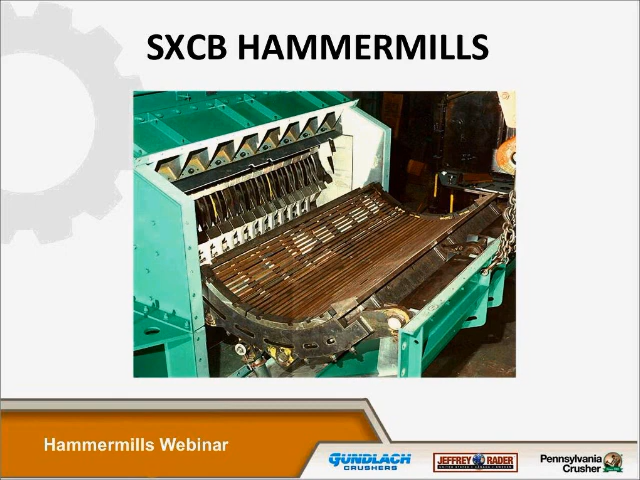 SXCB HAMMERMILLS
Hammermills Webinar
GUNDLACH
CRUSHERS
JEFFREY RADER
Pennsylvania
Crusher